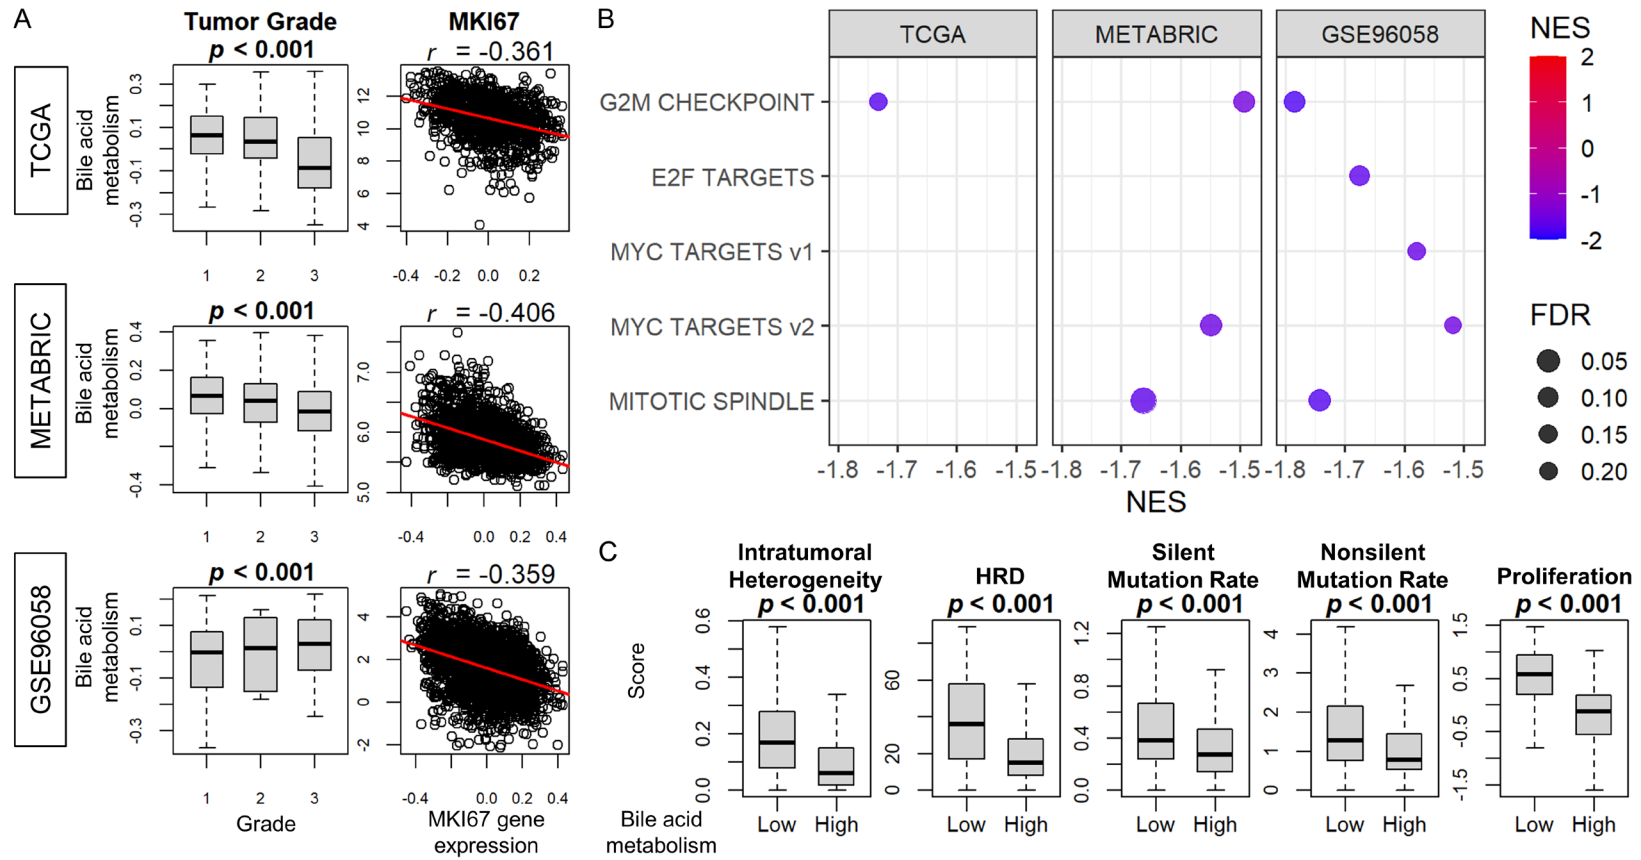 A
Tumor Grade
MKI67
TCGA
Bile acid
metabolism
p < 0.001
0.3
0.1
-0.1
-0.3
1 2 3
r = -0.361
12
10
8
6
4
-0.4 -0.2 0.0 0.2
METABRIC
Bile acid
metabolism
p < 0.001
0.4
0.2
0.0
-0.4
1 2 3
r = -0.406
7.0
6.0
5.0
-0.4 0.0 0.2 0.4
GSE96058
Bile acid
metabolism
p < 0.001
0.1
-0.1
-0.3
1 2 3
Grade
r = -0.359
4
2
0
-2
-0.4 0.0 0.2 0.4
MKI67 gene
expression
B
TCGA METABRIC GSE96058
G2M CHECKPOINT
E2F TARGETS
MYC TARGETS v1
MYC TARGETS v2
MITOTIC SPINDLE
-1.8 -1.7 -1.6 -1.5 -1.8 -1.7 -1.6 -1.5 -1.8 -1.7 -1.6 -1.5
NES
NES
2
1
0
-1
-2
FDR
0.05
0.10
0.15
0.20
C
Score
Bile acid
metabolism
Intratumoral
Heterogeneity
p < 0.001
0.6
0.4
0.2
0.0
Low High
HRD
p < 0.001
60
20
0
Low High
Silent
Mutation Rate
p < 0.001
1.2
0.8
0.4
0.0
Low High
Nonsilent
Mutation Rate
p < 0.001
4
3
2
1
0
Low High
Proliferation
p < 0.001
1.5
0.5
-0.5
-1.5
Low High